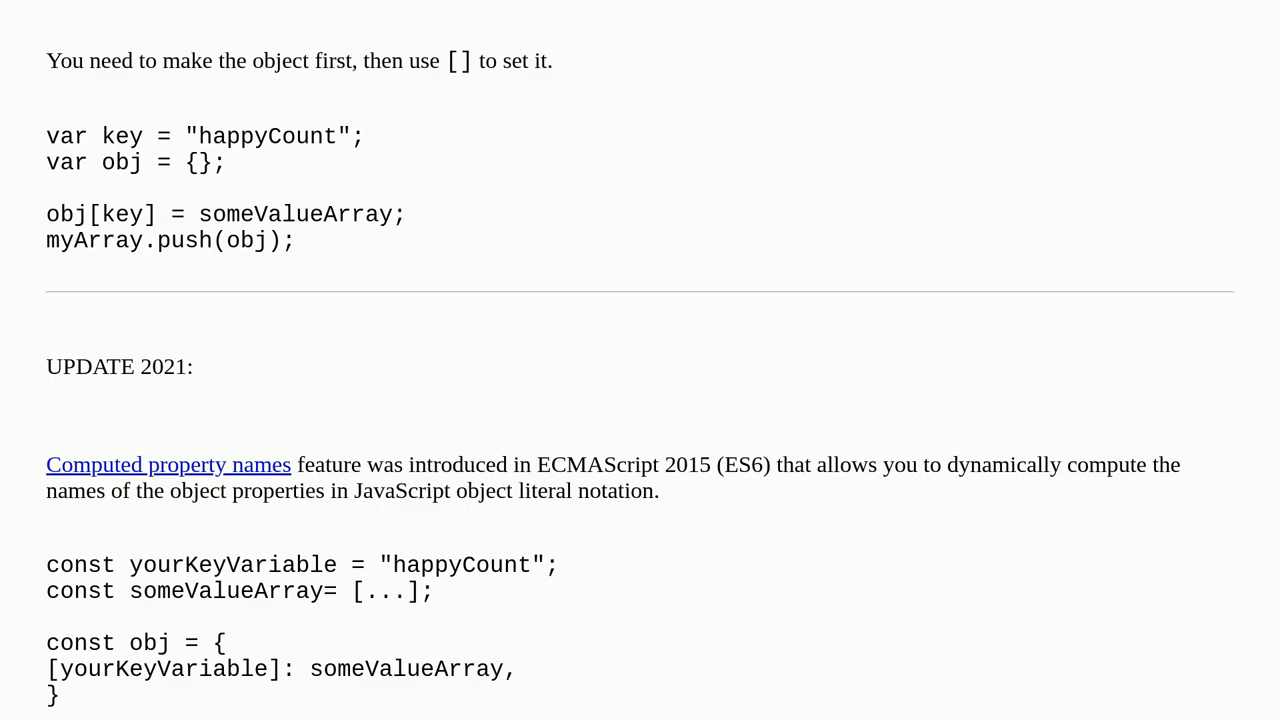 You need to make the object first, then use [] to set it.
var key = "happyCount";
var obj = {};
obj[key] = someValueArray;
myArray.push(obj);
UPDATE 2021:
Computed property names feature was introduced in ECMAScript 2015 (ES6) that allows you to dynamically compute the
names of the object properties in JavaScript object literal notation.
const yourKeyVariable = "happyCount";
const someValueArray= [...];
const obj = {
[yourKeyVariable]: someValueArray,
}